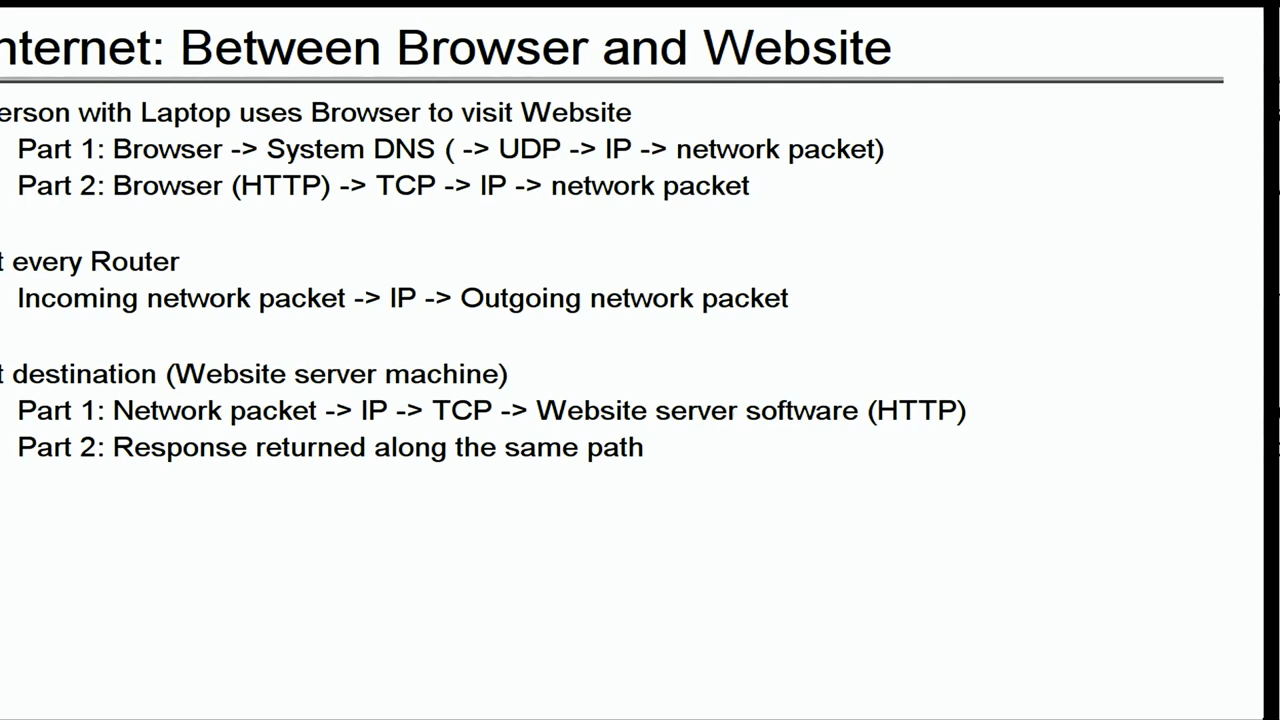 nternet: Between Browser and Website
erson with Laptop uses Browser to visit Website
Part 1: Browser -> System DNS ( -> UDP -> IP -> network packet)
Part 2: Browser (HTTP) -> TCP -> IP -> network packet
t every Router
Incoming network packet -> IP -> Outgoing network packet
t destination (Website server machine)
Part 1: Network packet -> IP -> TCP -> Website server software (HTTP)
Part 2: Response returned along the same path